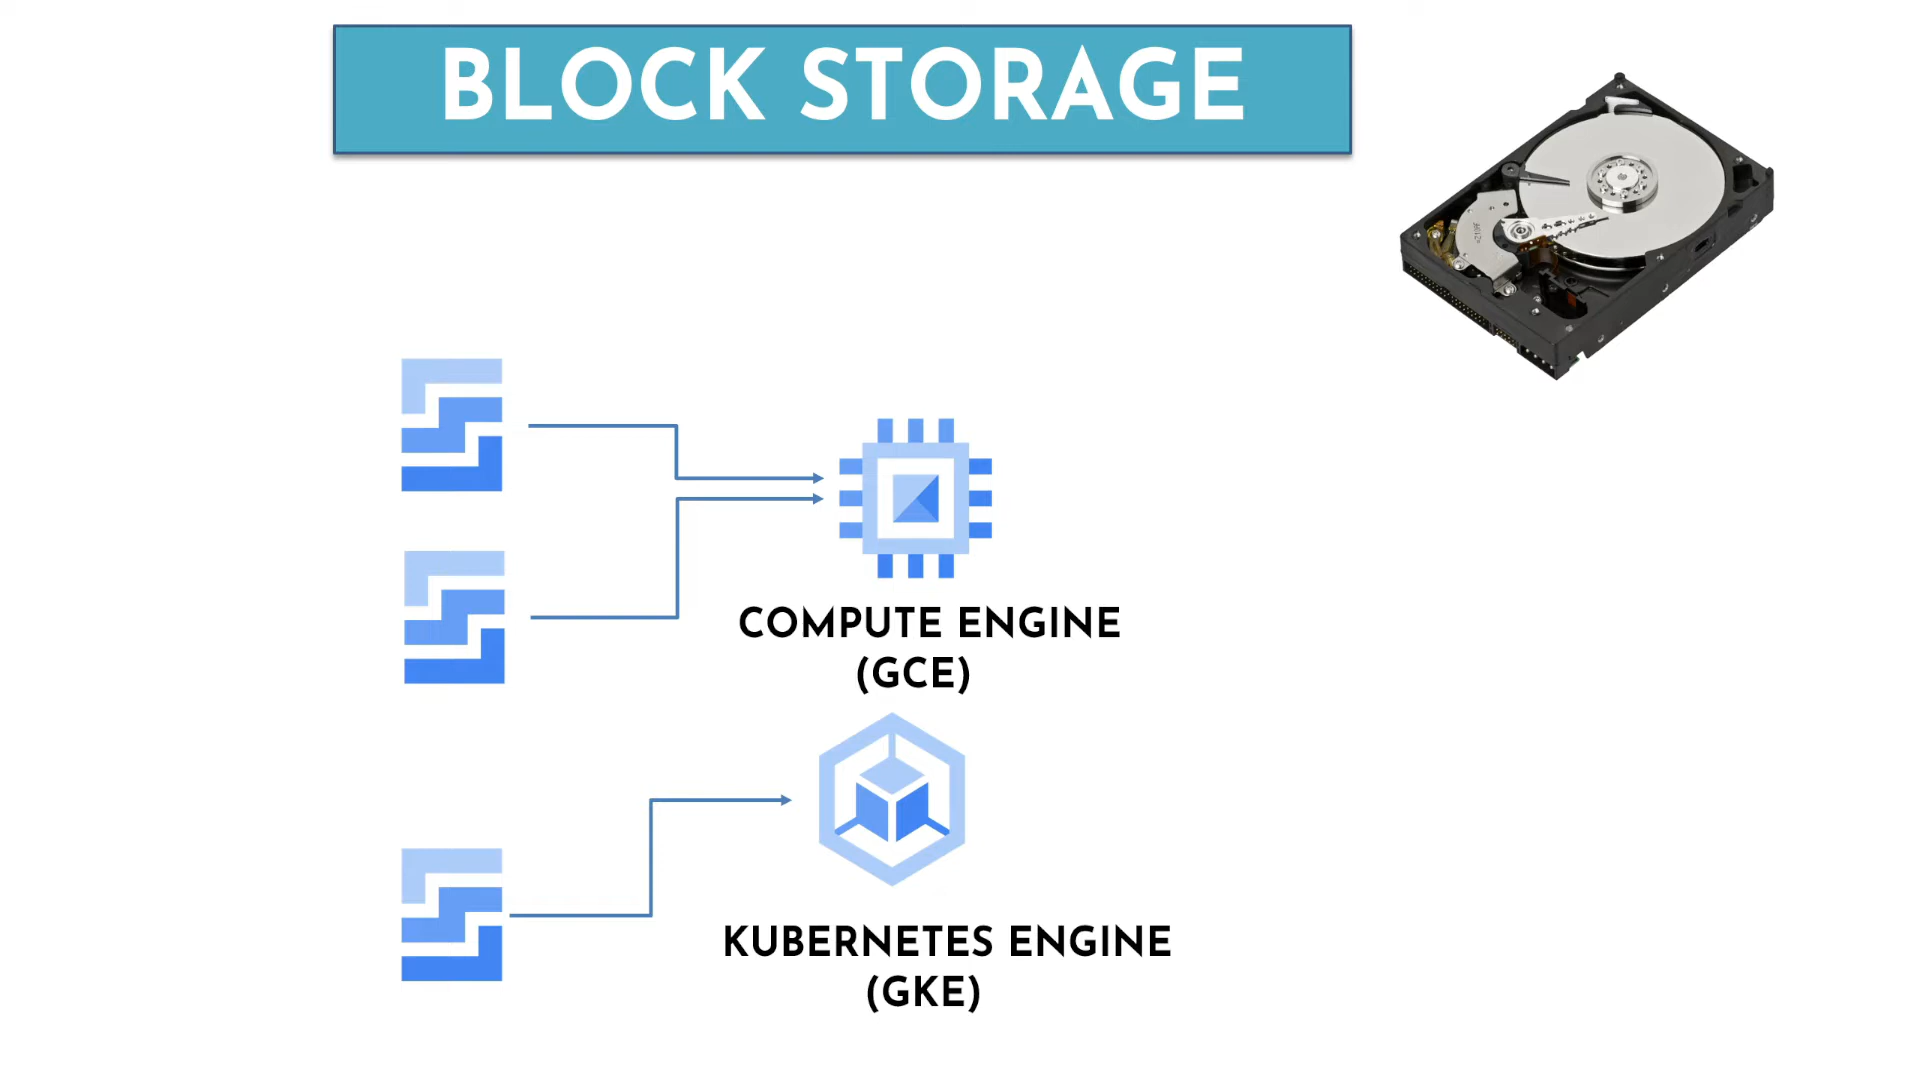 BLOCK STORAGE
COMPUTE ENGINE
(GCE)
KUBERNETES ENGINE
(GKE)